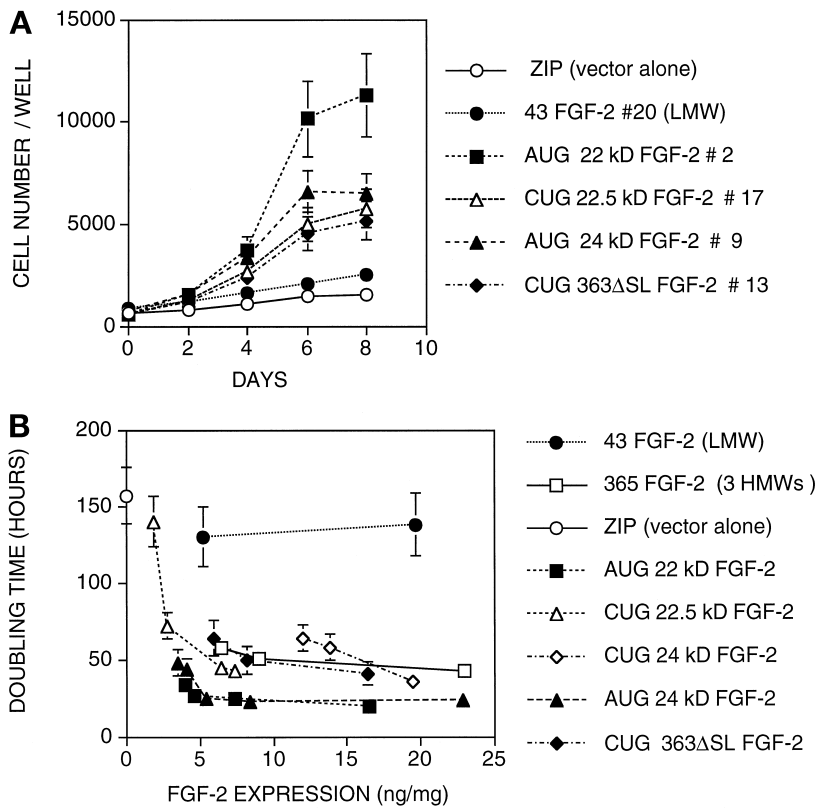 A
15000
10000
5000
0
CELL NUMBER / WELL
0 2 4 6 8 10
DAYS
ZIP (vector alone)
43 FGF-2 #20 (LMW)
AUG 22 kD FGF-2 # 2
CUG 22.5 kD FGF-2 # 17
AUG 24 kD FGF-2 # 9
CUG 363ΔSL FGF-2 # 13
B
200
150
100
50
0
DOUBLING TIME (HOURS)
0 5 10 15 20 25
FGF-2 EXPRESSION (ng/mg)
43 FGF-2 (LMW)
365 FGF-2 (3 HMWs )
ZIP (vector alone)
AUG 22 kD FGF-2
CUG 22.5 kD FGF-2
CUG 24 kD FGF-2
AUG 24 kD FGF-2
CUG 363ΔSL FGF-2